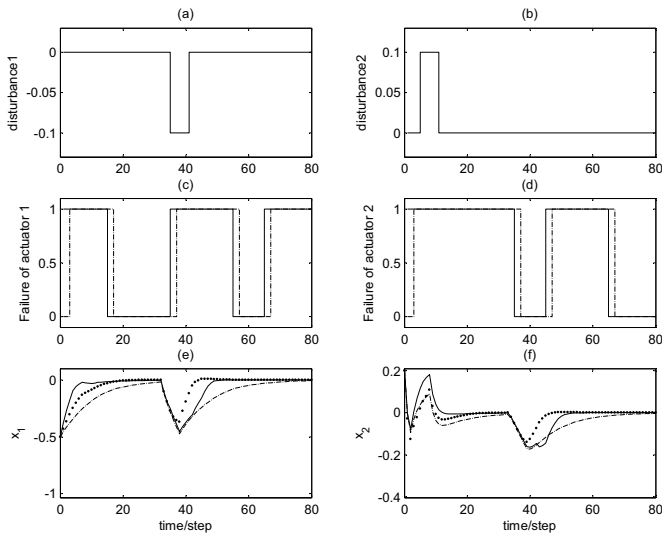 (a)
disturbance1
0
-0.05
-0.1
0 20 40 60 80
(b)
disturbance2
0.1
0.05
0
0 20 40 60 80
(c)
Failure of actuator 1
1
0.5
0
0 20 40 60 80
(d)
Failure of actuator 2
1
0.5
0
0 20 40 60 80
(e)
x1
0
-0.5
-1
0 20 40 60 80
time/step
(f)
x2
0.2
0
-0.2
-0.4
0 20 40 60 80
time/step